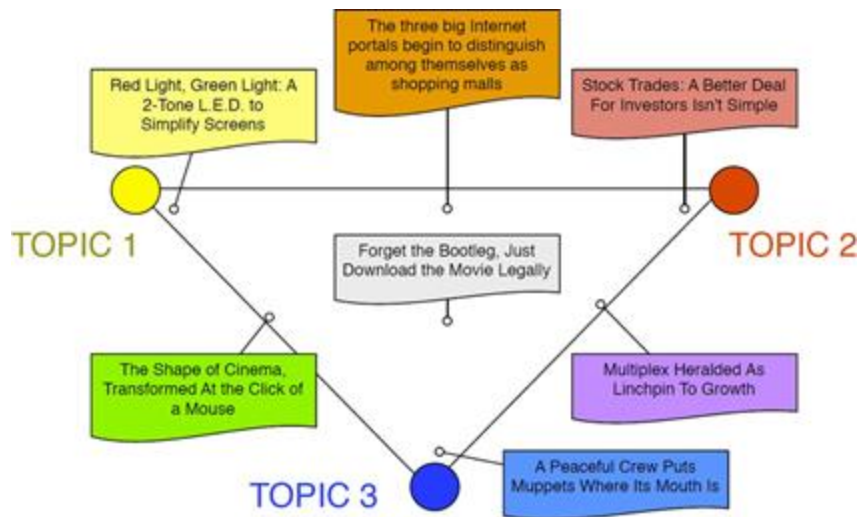 The three big Internet
portals begin to distinguish
among themselves as
shopping malls
Red Light, Green Light: A
2-Tone L.E.D. to
Simplify Screens
Stock Trades: A Better Deal
For Investors Isn't Simple
TOPIC 1
TOPIC 2
Forget the Bootleg, Just
Download the Movie Legally
The Shape of Cinema,
Transformed At the Click of
a Mouse
Multiplex Heralded As
Linchpin To Growth
TOPIC 3
A Peaceful Crew Puts
Muppets Where Its Mouth Is